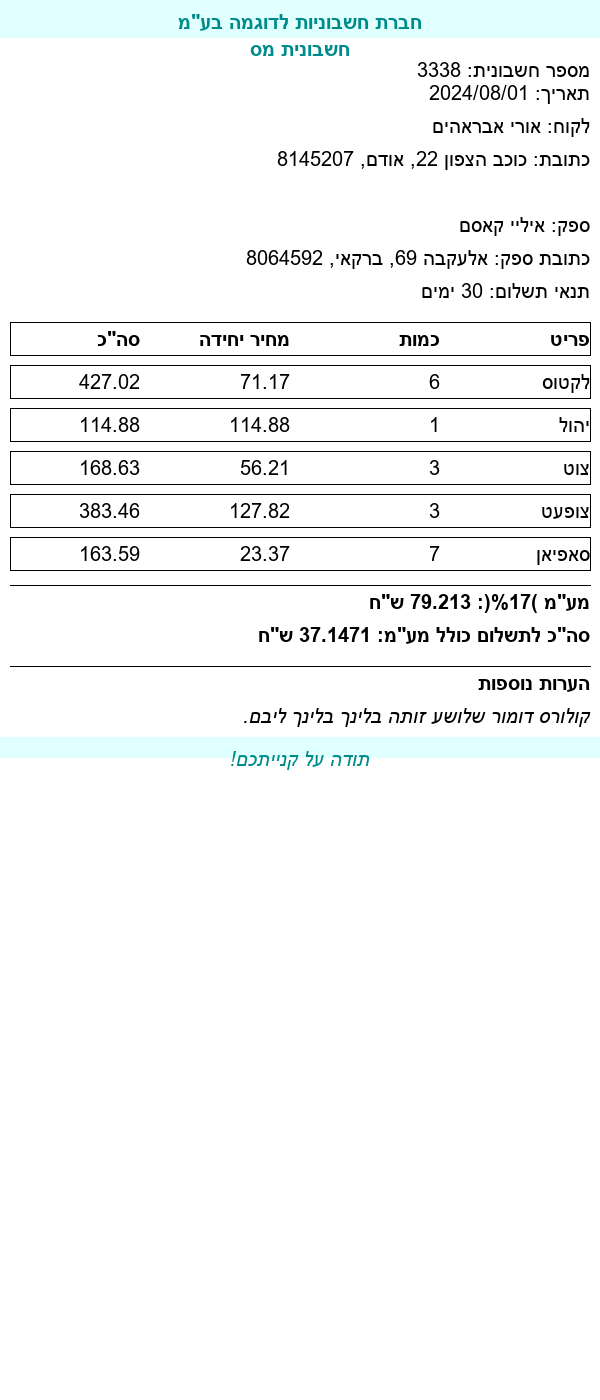 חברת חשבוניות לדוגמה בע"מ
חשבונית מס
מספר חשבונית: 3338
תאריך: 2024/08/01
לקוח: אורי אבראהים
כתובת: כוכב הצפון 22, אודם, 8145207
ספק: איליי קאסם
כתובת ספק: אלעקבה 69, ברקאי, 8064592
תנאי תשלום: 30 ימים
פריט כמות מחיר יחידה סה"כ
לקטוס 6 71.17 427.02
יהול 1 114.88 114.88
צוט 3 56.21 168.63
צופעט 3 127.82 383.46
סאפיאן 7 23.37 163.59
מע"מ )17%(: 79.213 ש"ח
סה"כ לתשלום כולל מע"מ: 37.1471 ש"ח
הערות נוספות
קולורס דומור שלושע זותה בלינך בלינך ליבם.
תודה על קנייתכם!